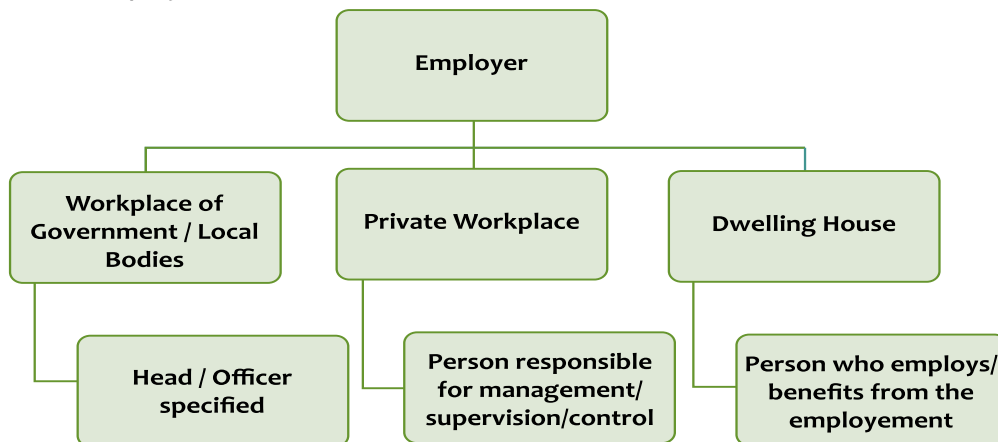 Employer
Workplace of
Government / Local
Bodies
Private Workplace
Dwelling House
Head / Officer
specified
Person responsible
for management/
supervision/control
Person who employs/
benefits from the
employement